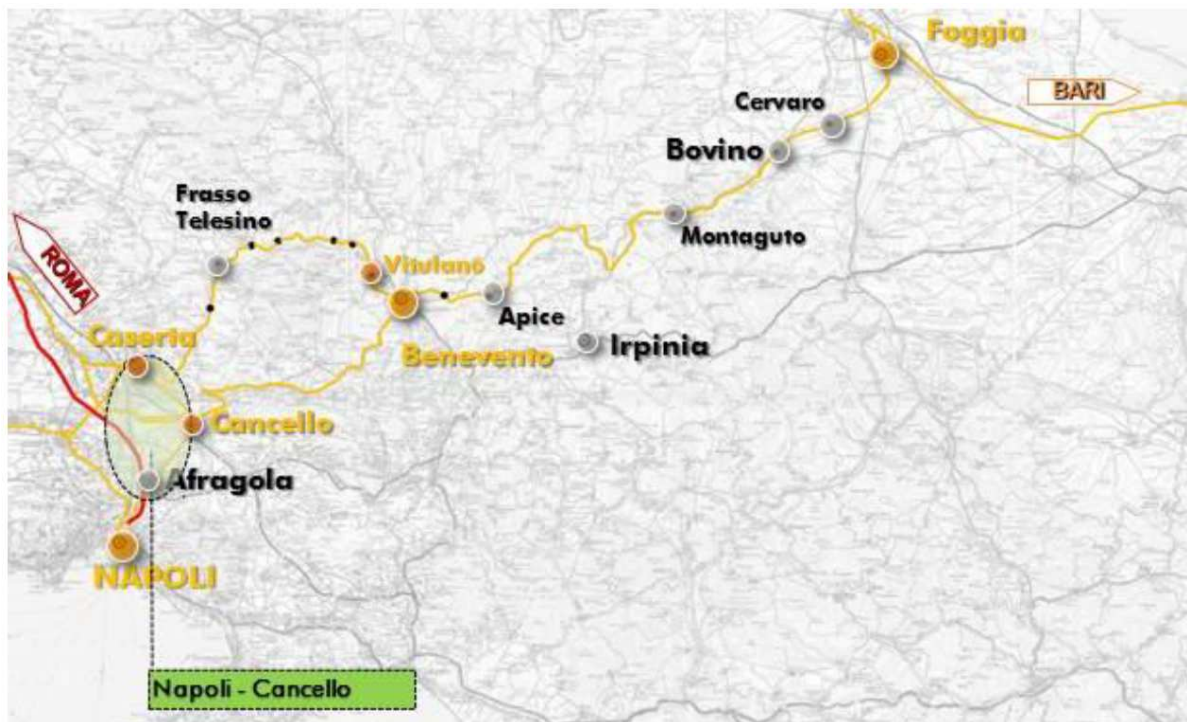 Foggia
BARI
Cervaro
Bovino
Frasso
Telesino
Montaguto
ROMA
Vitulano
Apice
Caserta
Irpinia
Benevento
Cancello
Afragola
NAPOLI
Napoli - Cancello